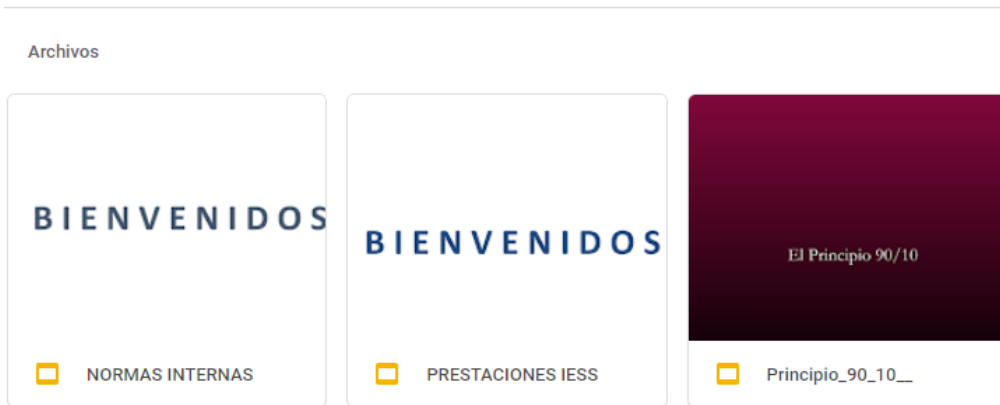 Archivos
BIENVENIDOS
BIENVENIDOS
El Principio 90/10
NORMAS INTERNAS
PRESTACIONES IESS
Principio_90_10__